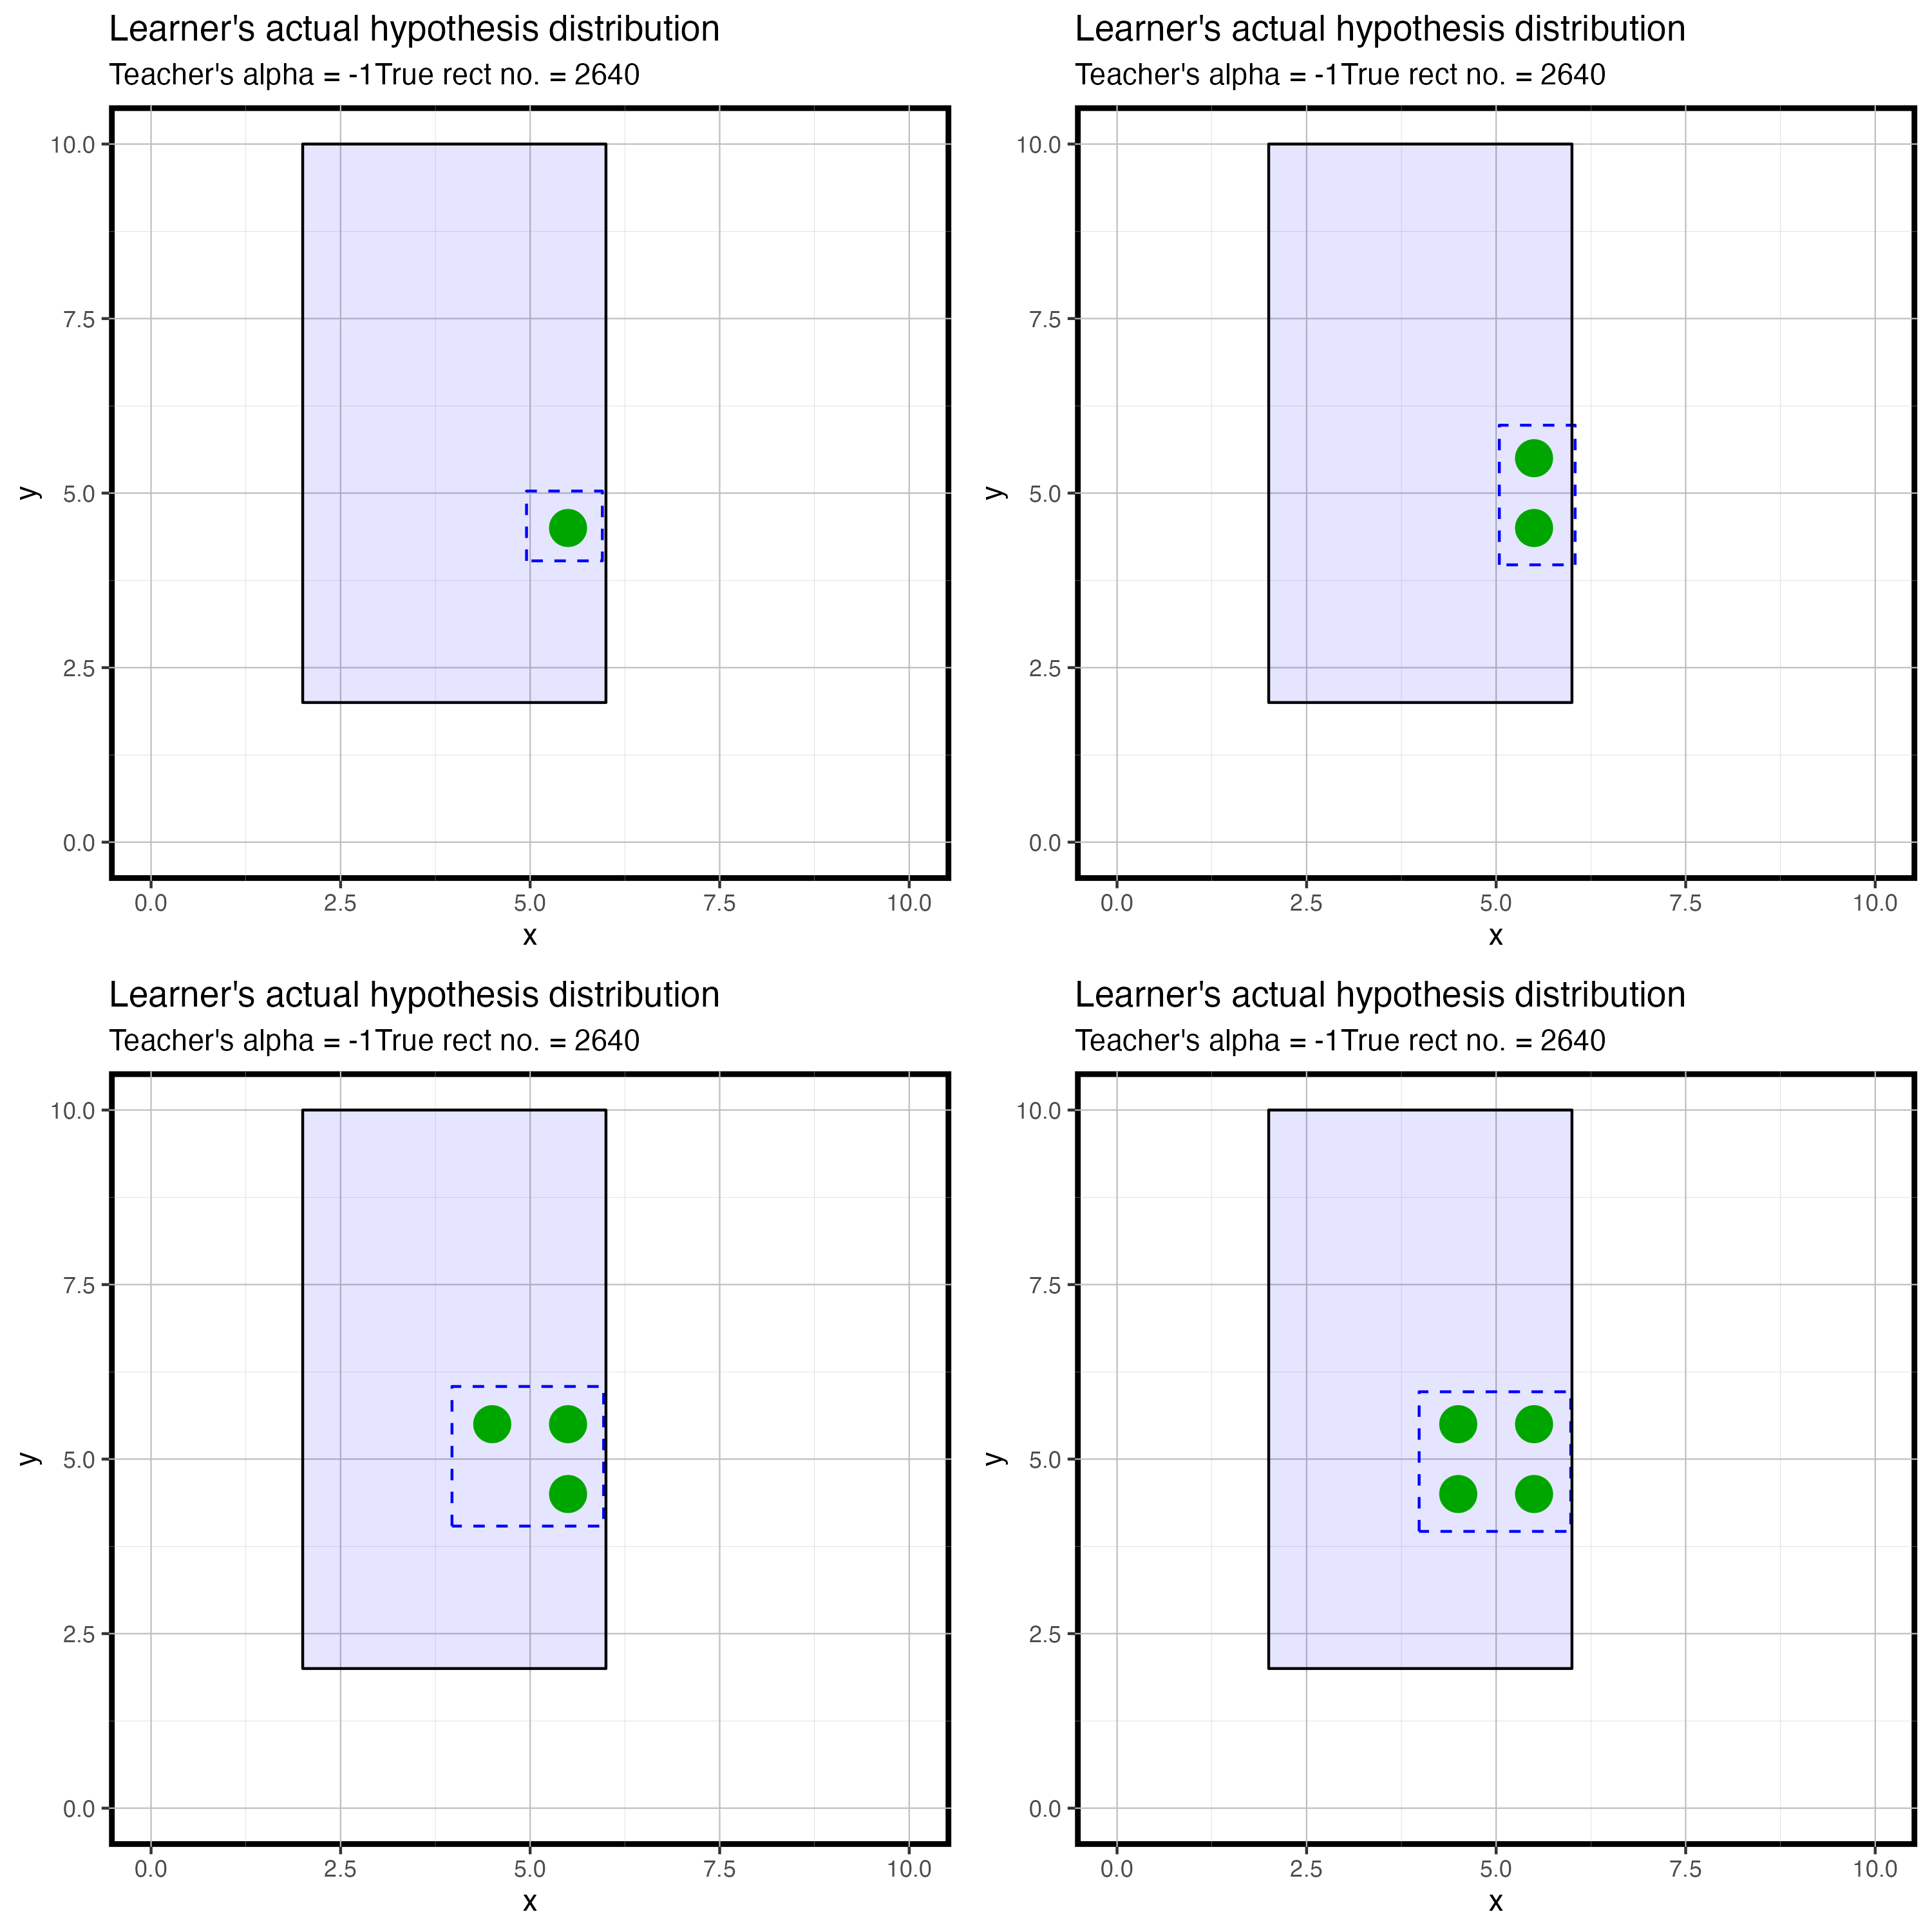 Learner's actual hypothesis distribution
Teacher's alpha = -1True rect no. = 2640
10.0
7.5
5.0
2.5
0.0
y
0.0 2.5 5.0 7.5 10.0
x
Learner's actual hypothesis distribution
Teacher's alpha = -1True rect no. = 2640
10.0
7.5
5.0
2.5
0.0
y
0.0 2.5 5.0 7.5 10.0
x
Learner's actual hypothesis distribution
Teacher's alpha = -1True rect no. = 2640
10.0
7.5
5.0
2.5
0.0
y
0.0 2.5 5.0 7.5 10.0
x
Learner's actual hypothesis distribution
Teacher's alpha = -1True rect no. = 2640
10.0
7.5
5.0
2.5
0.0
y
0.0 2.5 5.0 7.5 10.0
x